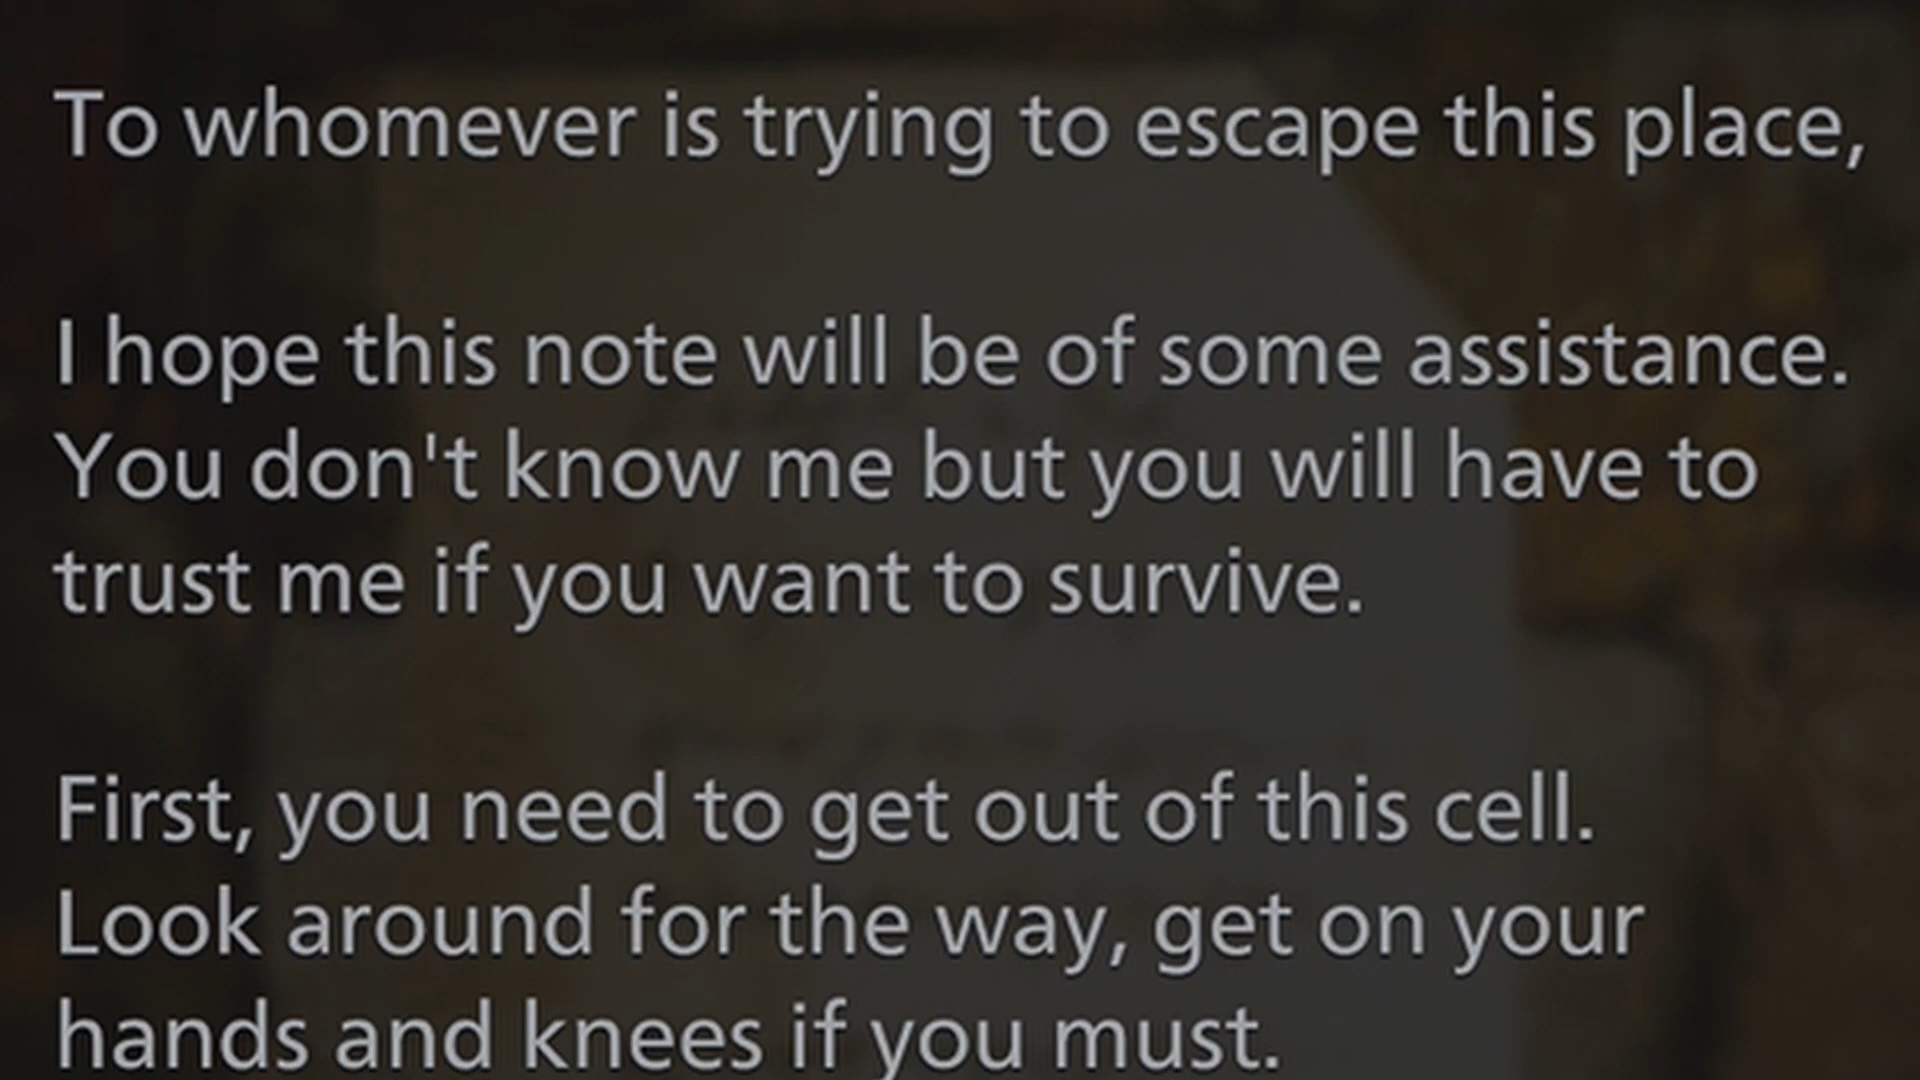 To whomever is trying to escape this place,
I hope this note will be of some assistance.
You don't know me but you will have to
trust me if you want to survive.
First, you need to get out of this cell.
Look around for the way, get on your
hands and knees if you must.